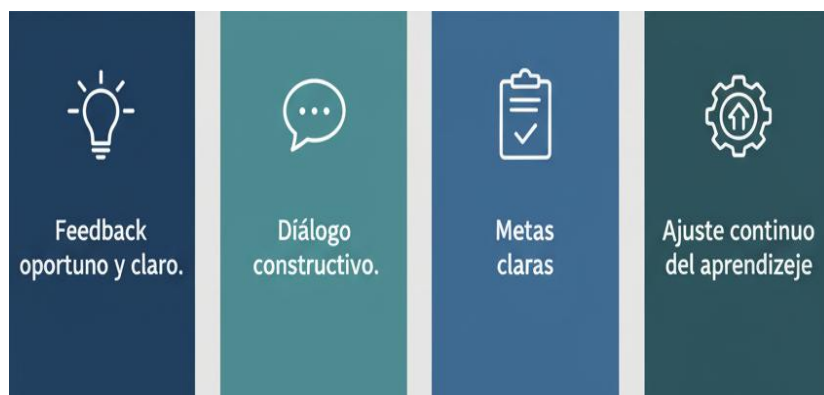 Feedback
oportuno y claro.
Diálogo
constructivo.
Metas
claras
Ajuste continuo
del aprendizeje